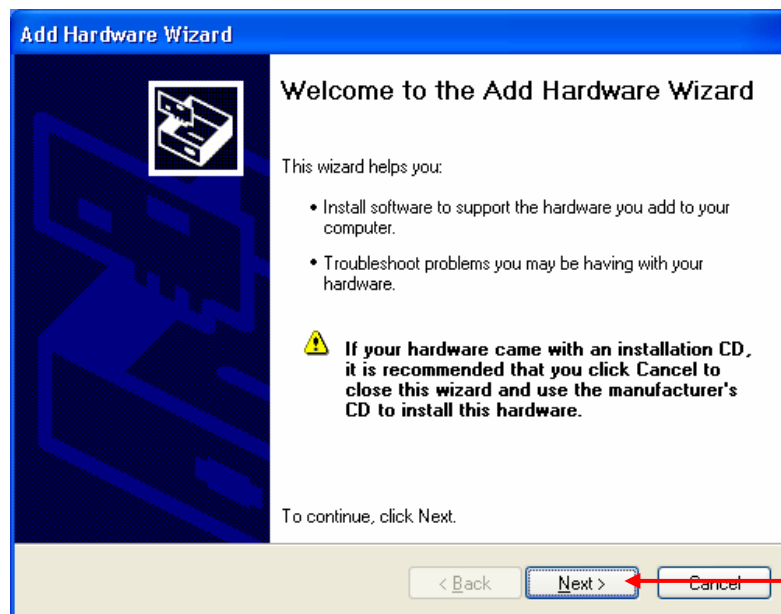 Add Hardware Wizard
Welcome to the Add Hardware Wizard
This wizard helps you:
• Install software to support the hardware you add to your
computer.
• Troubleshoot problems you may be having with your
hardware.
If your hardware came with an installation CD,
it is recommended that you click Cancel to
close this wizard and use the manufacturer's
CD to install this hardware.
To continue, click Next.
< Back Next > Cancel